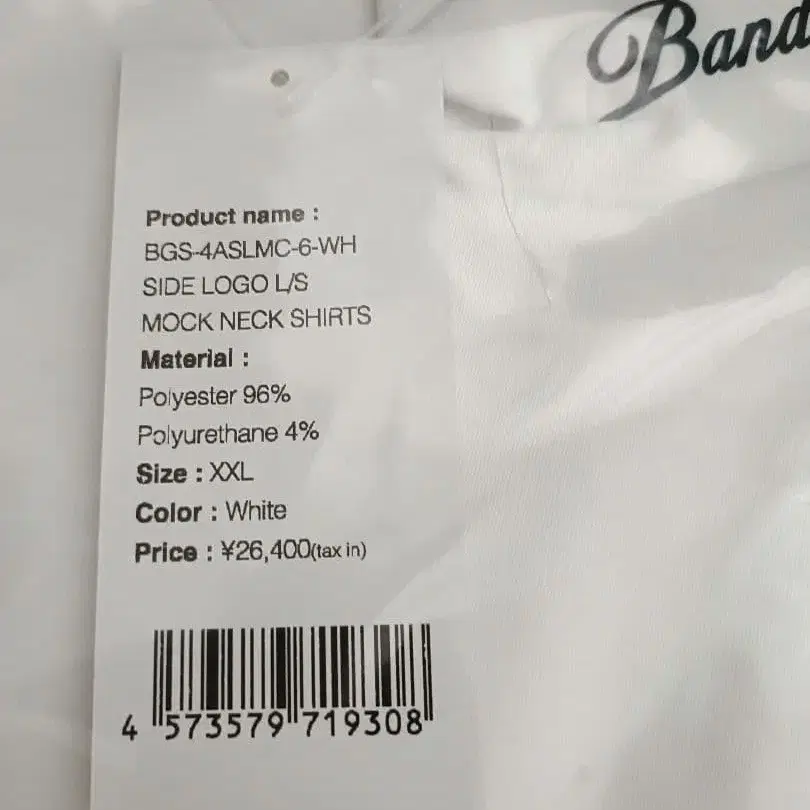 Band
Product name :
BGS-4ASLMC-6-WH
SIDE LOGO L/S
MOCK NECK SHIRTS
Material :
Polyester 96%
Polyurethane 4%
Size : XXL
Color : White
Price : ¥26,400(tax in)
4 573579 719308